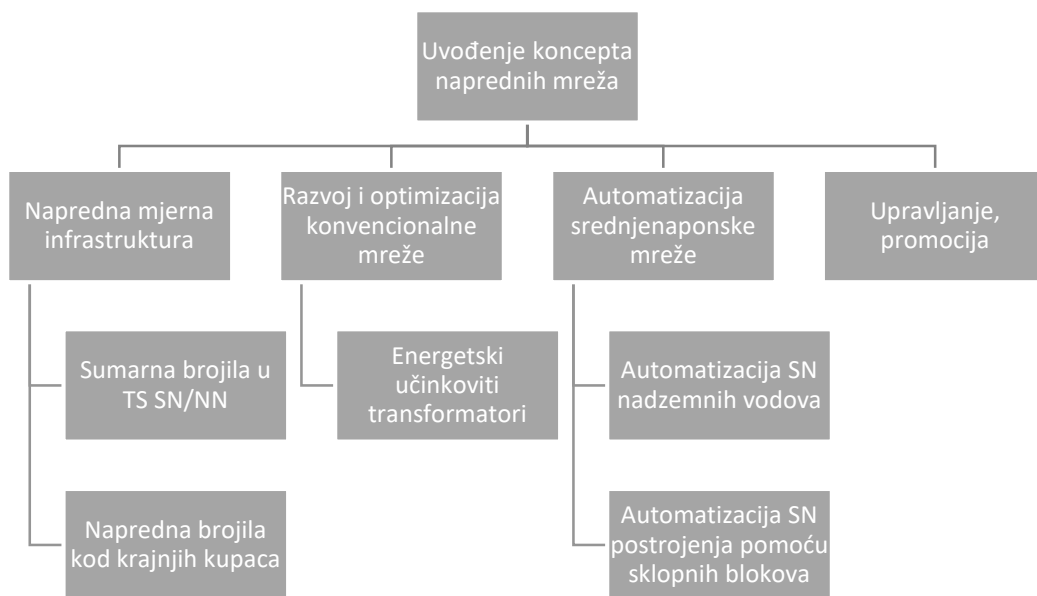 Uvođenje koncepta
naprednih mreža
Napredna mjerna
infrastruktura
Razvoj i optimizacija
konvencionalne
mreže
Automatizacija
srednjenaponske
mreže
Upravljanje,
promocija
Sumarna brojila u
TS SN/NN
Energetski
učinkoviti
transformatori
Automatizacija SN
nadzemnih vodova
Napredna brojila
kod krajnjih kupaca
Automatizacija SN
postrojenja pomoću
sklopnih blokova